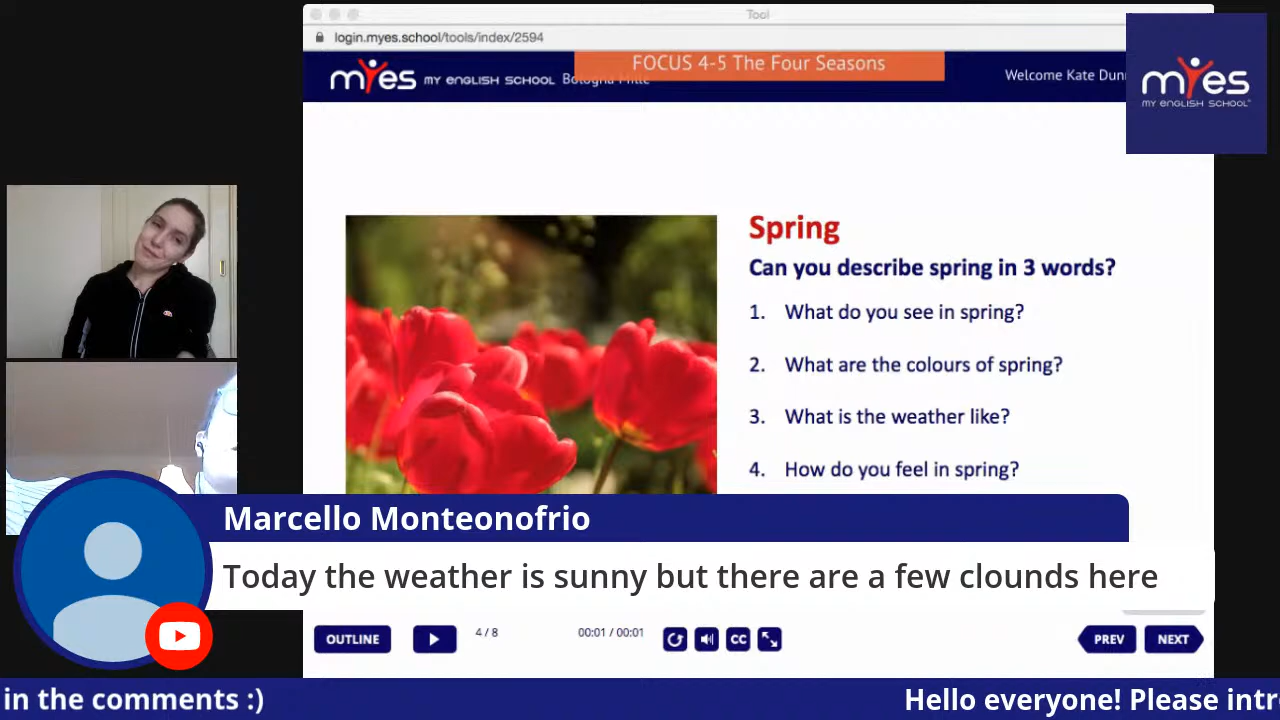 Tool
login.myes.school/tools/index/2594
FOCUS 4-5 The Four Seasons
myes MY ENGLISH SCHOOL Bologna Mille
Welcome Kate Dunn
myes
MY ENGLISH SCHOOL
Spring
Can you describe spring in 3 words?
1. What do you see in spring?
2. What are the colours of spring?
3. What is the weather like?
4. How do you feel in spring?
Marcello Monteonofrio
Today the weather is sunny but there are a few clounds here
OUTLINE
4 / 8
00:01 / 00:01
CC
PREV
NEXT
in the comments :)
Hello everyone! Please intr